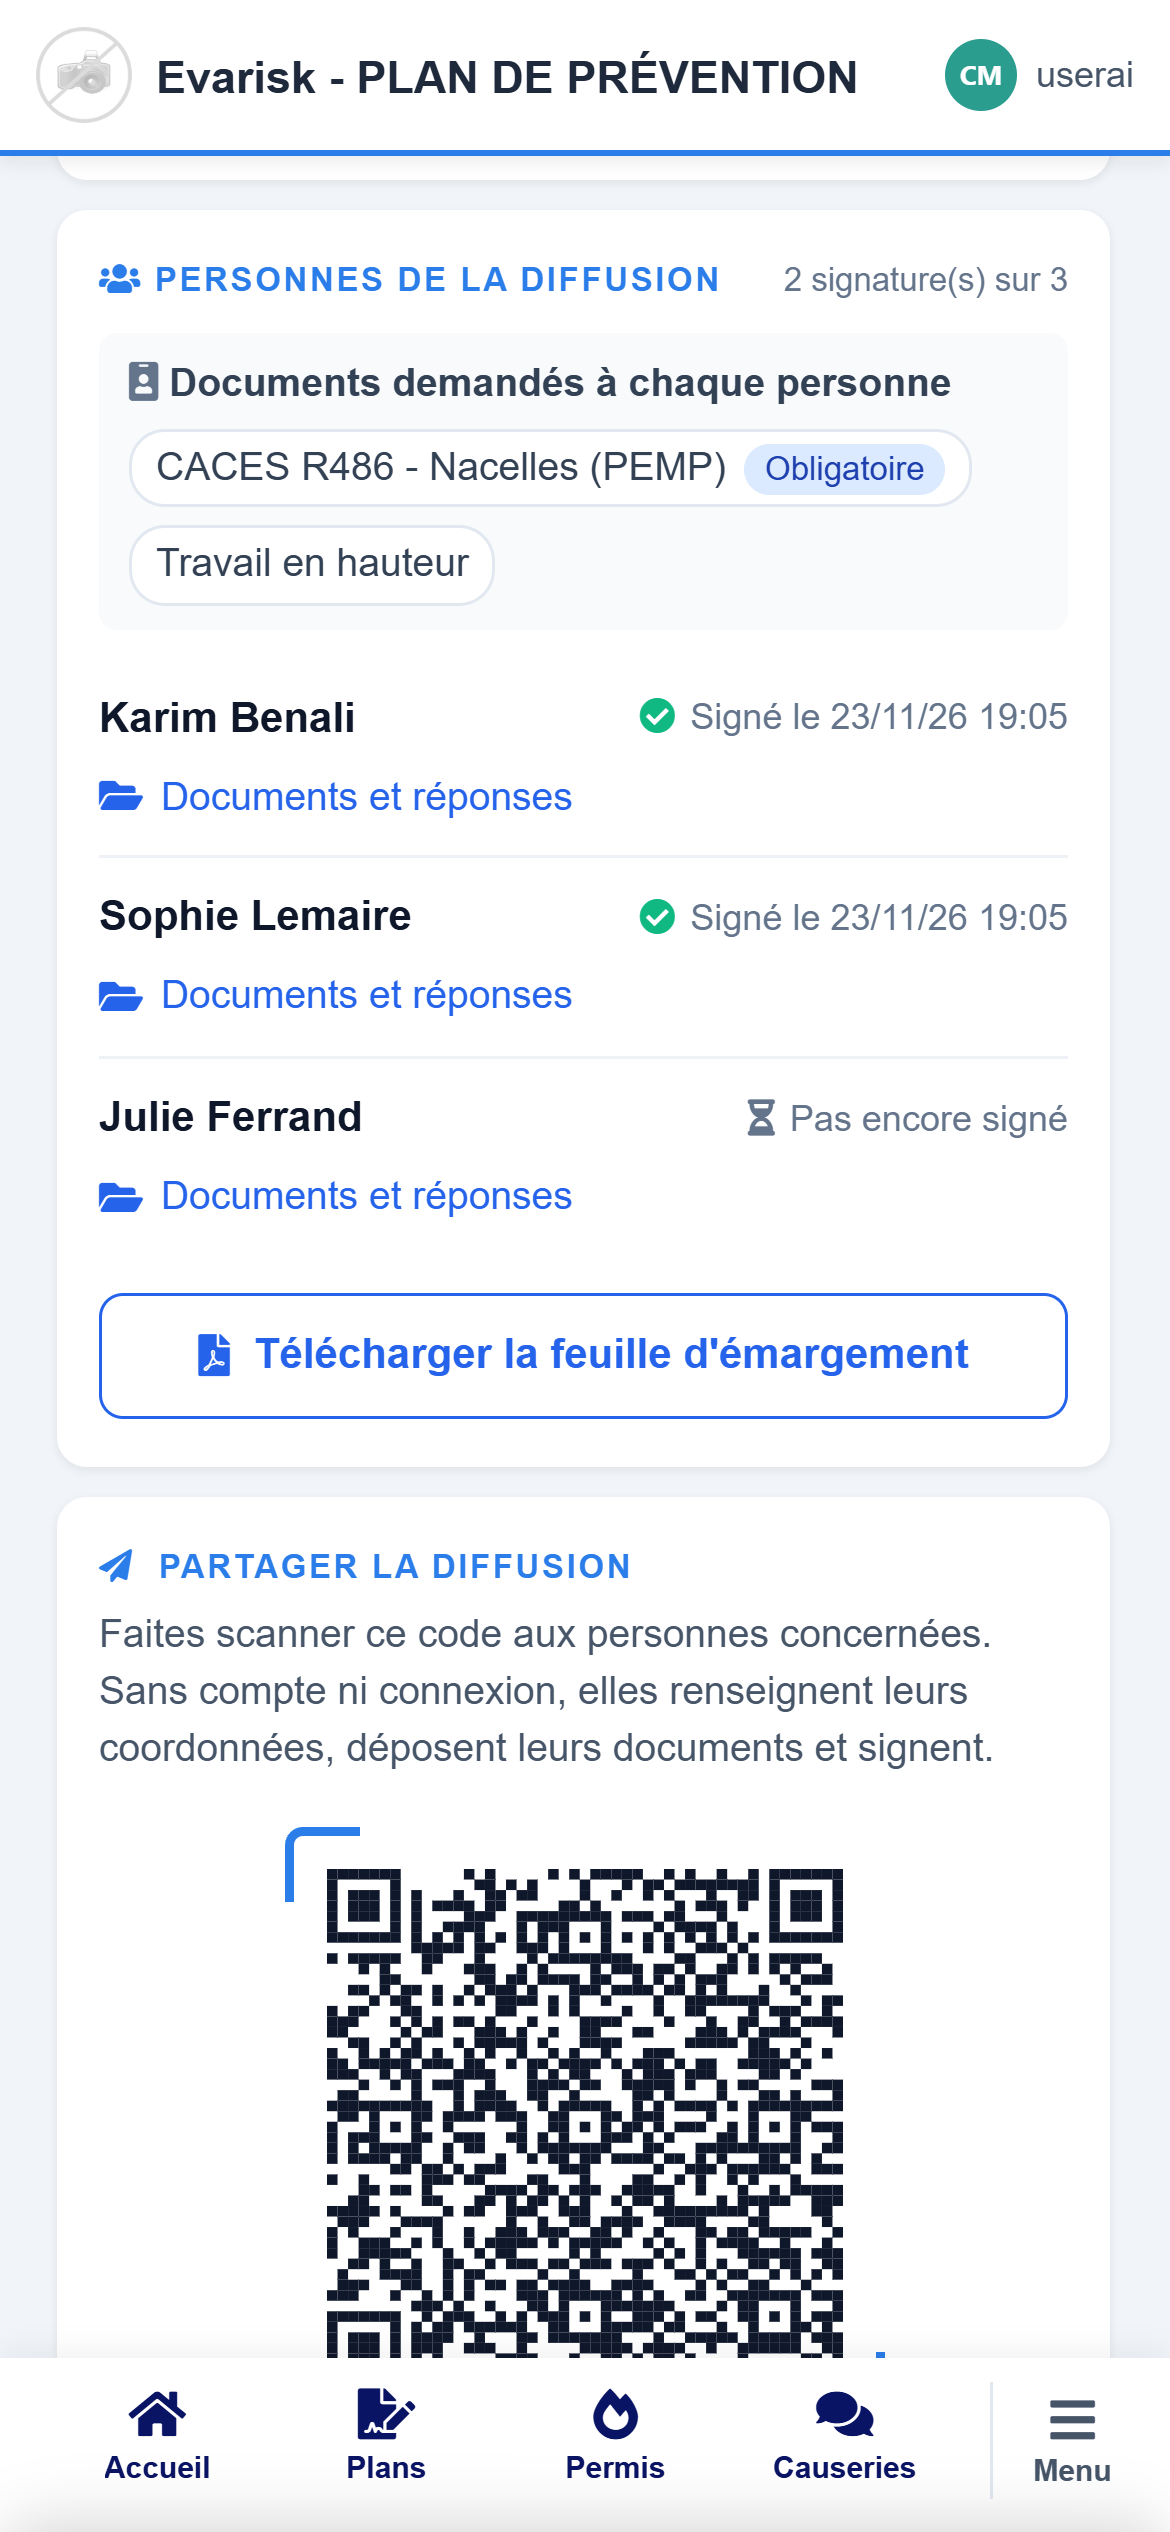 Evarisk - PLAN DE PRÉVENTION
CM
userai
PERSONNES DE LA DIFFUSION
2 signature(s) sur 3
Documents demandés à chaque personne
CACES R486 - Nacelles (PEMP)
Obligatoire
Travail en hauteur
Karim Benali
Signé le 23/11/26 19:05
Documents et réponses
Sophie Lemaire
Signé le 23/11/26 19:05
Documents et réponses
Julie Ferrand
Pas encore signé
Documents et réponses
Télécharger la feuille d'émargement
PARTAGER LA DIFFUSION
Faites scanner ce code aux personnes concernées.
Sans compte ni connexion, elles renseignent leurs
coordonnées, déposent leurs documents et signent.
Accueil
Plans
Permis
Causeries
Menu